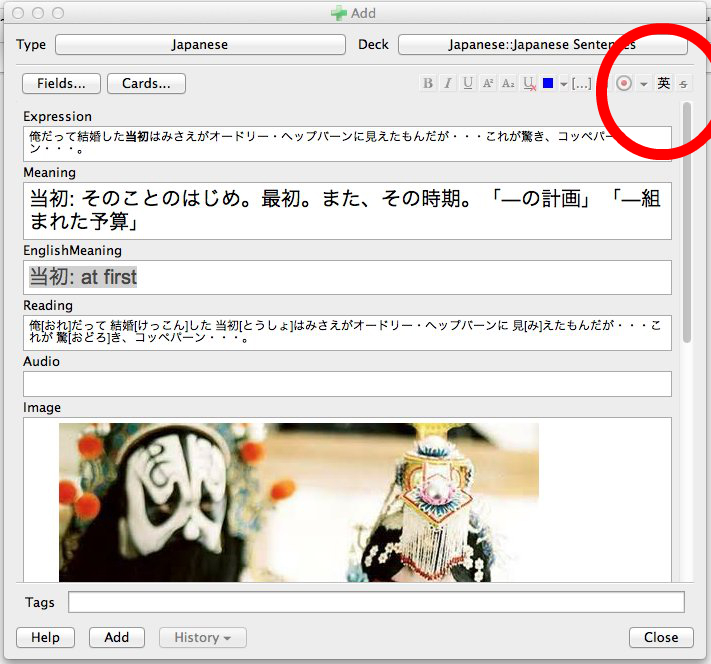 Add
Type Japanese Deck Japanese::Japanese Sentences
Fields... Cards... B I U A² A₂ U [...] 英 S
Expression
俺だって結婚した当初はみさえがオードリー・ヘップバーンに見えたもんだが・・・これが驚き、コッペパー
ン・・・。
Meaning
当初: そのことのはじめ。最初。また、その時期。「―の計画」「―組
まれた予算」
EnglishMeaning
当初: at first
Reading
俺[おれ]だって 結婚[けっこん]した 当初[とうしょ]はみさえがオードリー・ヘップバーンに 見[み]えたもんだが・・・こ
れが 驚[おどろ]き、コッペパーン・・・。
Audio
Image
Tags
Help Add History Close